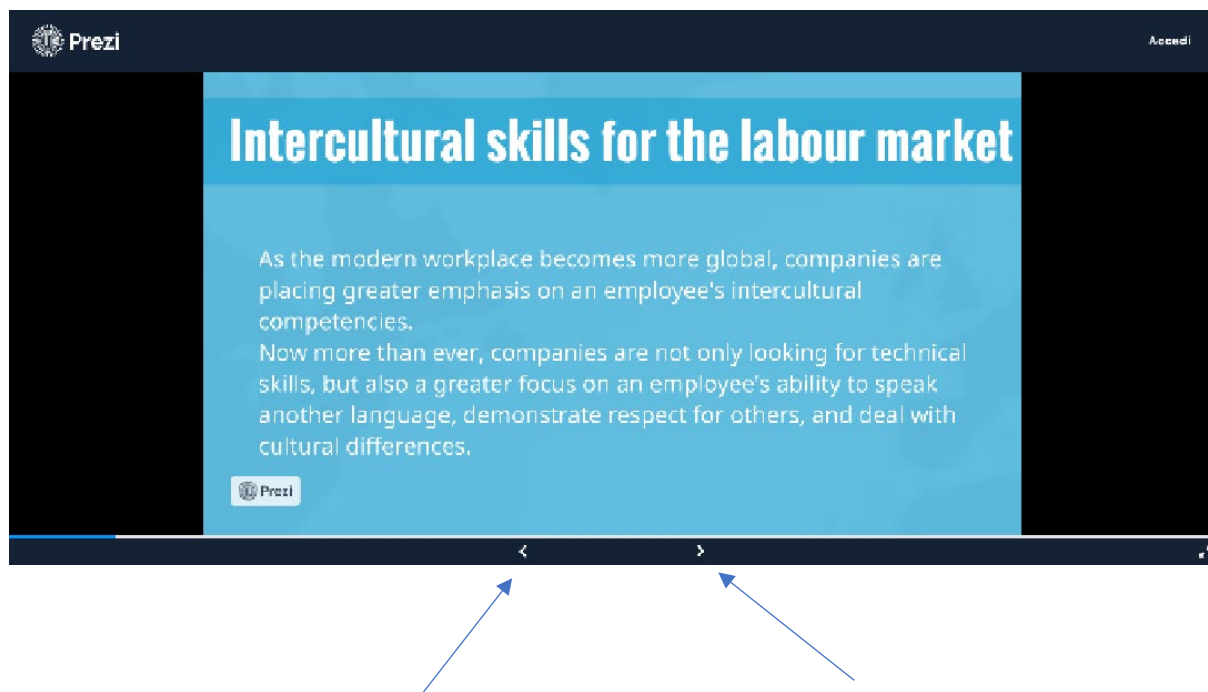 Prezi
Accedi
Intercultural skills for the labour market
As the modern workplace becomes more global, companies are
placing greater emphasis on an employee's intercultural
competencies.
Now more than ever, companies are not only looking for technical
skills, but also a greater focus on an employee's ability to speak
another language, demonstrate respect for others, and deal with
cultural differences.
Prezi